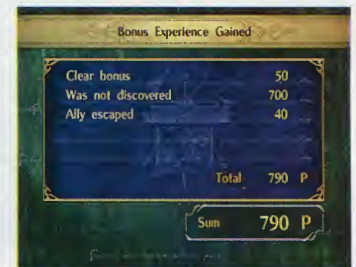 Bonus Experience Gained
Clear bonus 50
Was not discovered 700
Ally escaped 40
Total 790 P
Sum 790 P